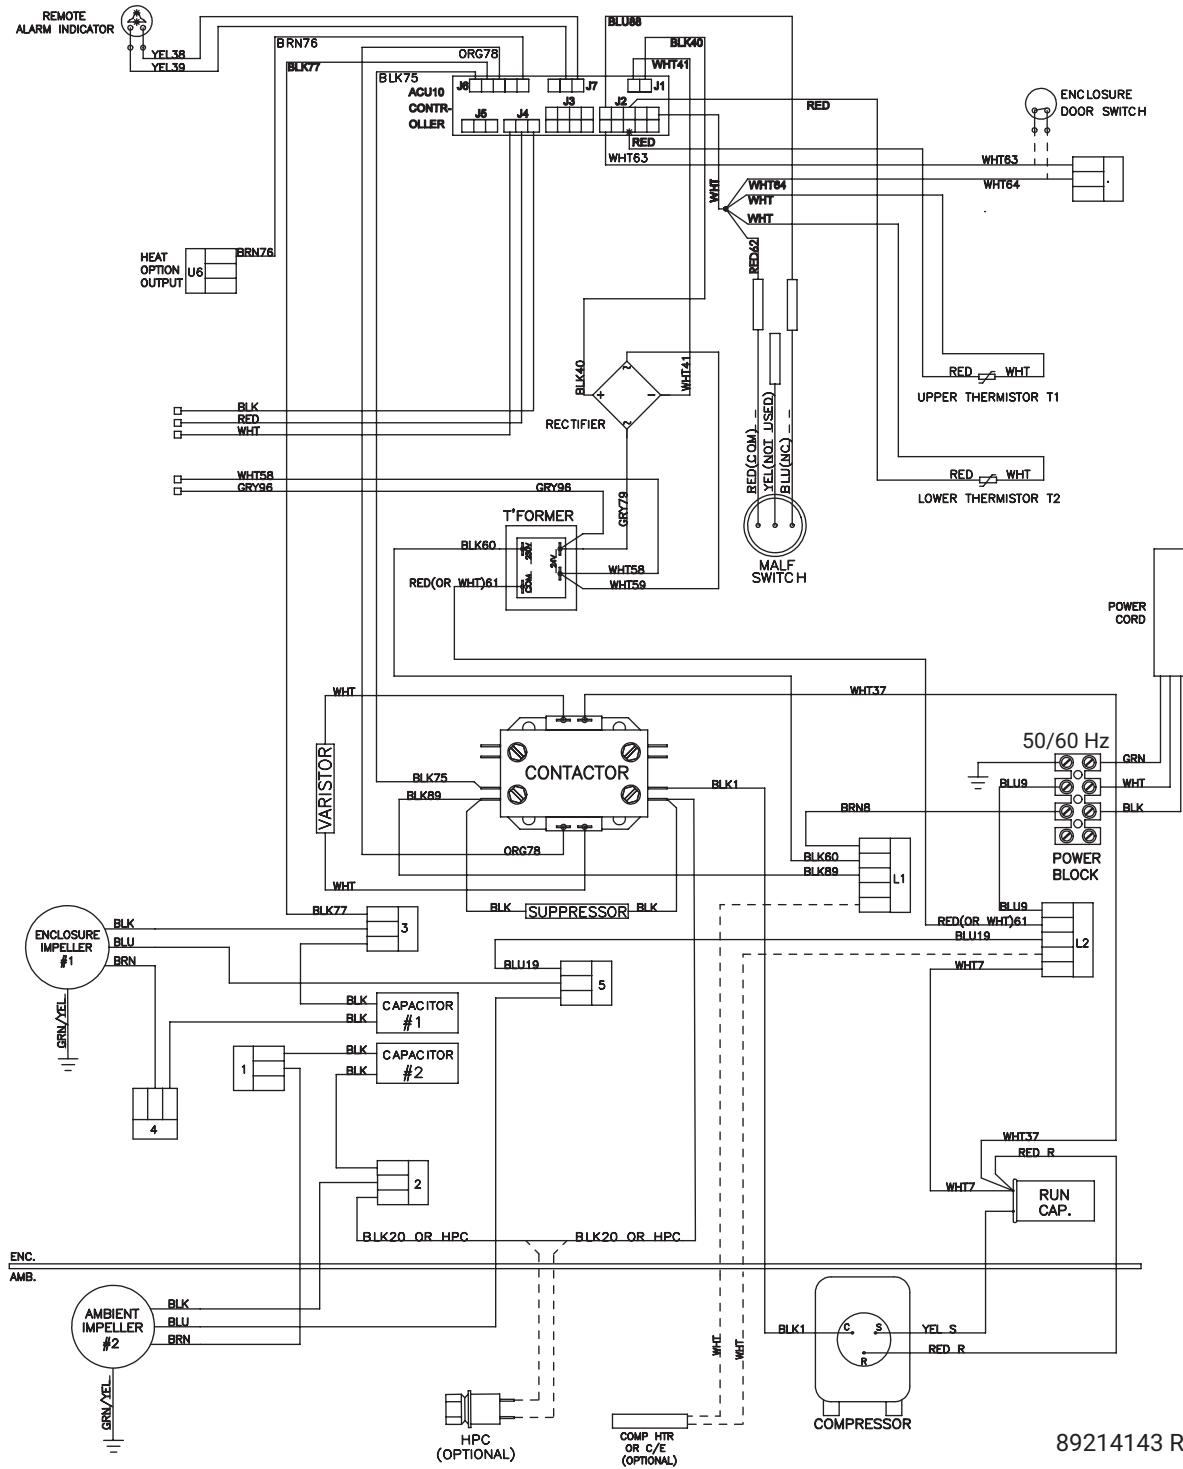 REMOTE
ALARM INDICATOR
YEL38
YEL39
BRN76
BLK77
ORG78
BLK75
BLU88
BLK40
WHT41
J6
J7
J1
ACU10
CONTR-
OLLER
J5
J4
J3
J2
RED
RED
WHT63
ENCLOSURE
DOOR SWITCH
WHT63
WHT64
WHT
WHT64
WHT
WHT
RED62
HEAT
OPTION
OUTPUT
U6
BRN76
BLK40
WHT41
RECTIFIER
RED WHT
UPPER THERMISTOR T1
BLK
RED
WHT
RED(COM)
YEL(NOT USED)
BLU(NC)
RED WHT
LOWER THERMISTOR T2
WHT58
GRY96
GRY96
GRY79
T'FORMER
BLK60
230V
24V
COM
RED(OR WHT)61
WHT58
WHT59
MALF
SWITCH
POWER
CORD
WHT
WHT37
VARISTOR
CONTACTOR
BLK75
BLK89
BLK1
50/60 Hz
GRN
BLU9
WHT
BRN8
BLK
POWER
BLOCK
ORG78
BLK60
BLK89
L1
WHT
BLK SUPPRESSOR BLK
BLK77
3
BLU9
RED(OR WHT)61
BLU19
L2
WHT7
ENCLOSURE
IMPELLER
#1
BLK
BLU
BRN
GRN/YEL
BLU19
5
BLK
BLK
CAPACITOR
#1
1
BLK
BLK
CAPACITOR
#2
4
2
WHT37
RED R
WHT7
RUN
CAP.
BLK20 OR HPC
BLK20 OR HPC
ENC.
AMB.
AMBIENT
IMPELLER
#2
BLK
BLU
BRN
GRN/YEL
WHT
WHT
BLK1
C
S
R
YEL S
RED R
COMPRESSOR
HPC
(OPTIONAL)
COMP HTR
OR C/E
(OPTIONAL)
89214143 R